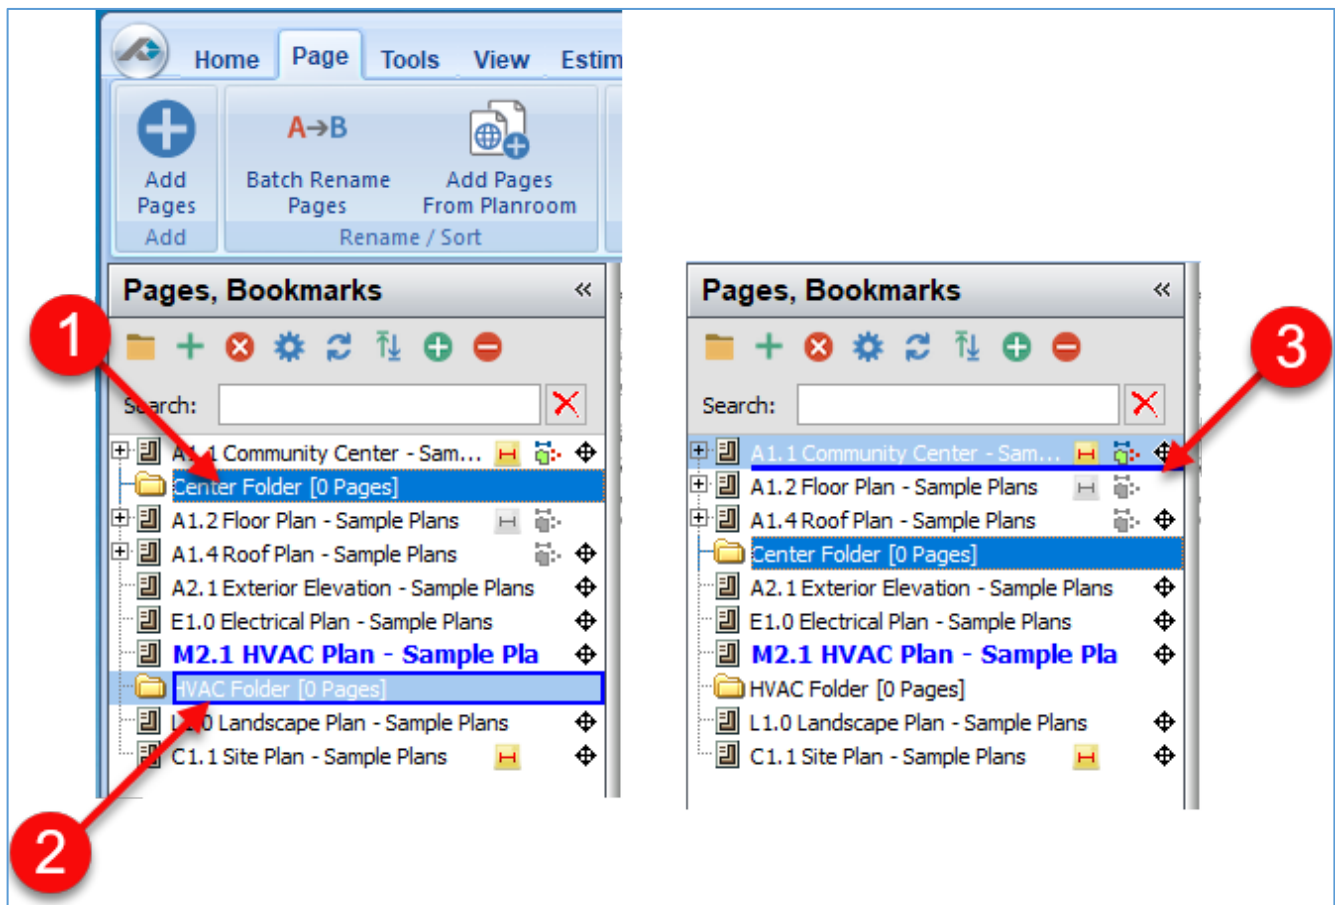 Home Page Tools View Estim
A→B
Add Pages
Batch Rename Pages
Add Pages From Planroom
Add
Rename / Sort
Pages, Bookmarks «
1
Search:
A1.1 Community Center - Sam...
Center Folder [0 Pages]
A1.2 Floor Plan - Sample Plans
A1.4 Roof Plan - Sample Plans
A2.1 Exterior Elevation - Sample Plans
E1.0 Electrical Plan - Sample Plans
M2.1 HVAC Plan - Sample Pla
HVAC Folder [0 Pages]
L1.0 Landscape Plan - Sample Plans
C1.1 Site Plan - Sample Plans
2
Pages, Bookmarks «
3
Search:
A1.1 Community Center - Sam...
A1.2 Floor Plan - Sample Plans
A1.4 Roof Plan - Sample Plans
Center Folder [0 Pages]
A2.1 Exterior Elevation - Sample Plans
E1.0 Electrical Plan - Sample Plans
M2.1 HVAC Plan - Sample Pla
HVAC Folder [0 Pages]
L1.0 Landscape Plan - Sample Plans
C1.1 Site Plan - Sample Plans